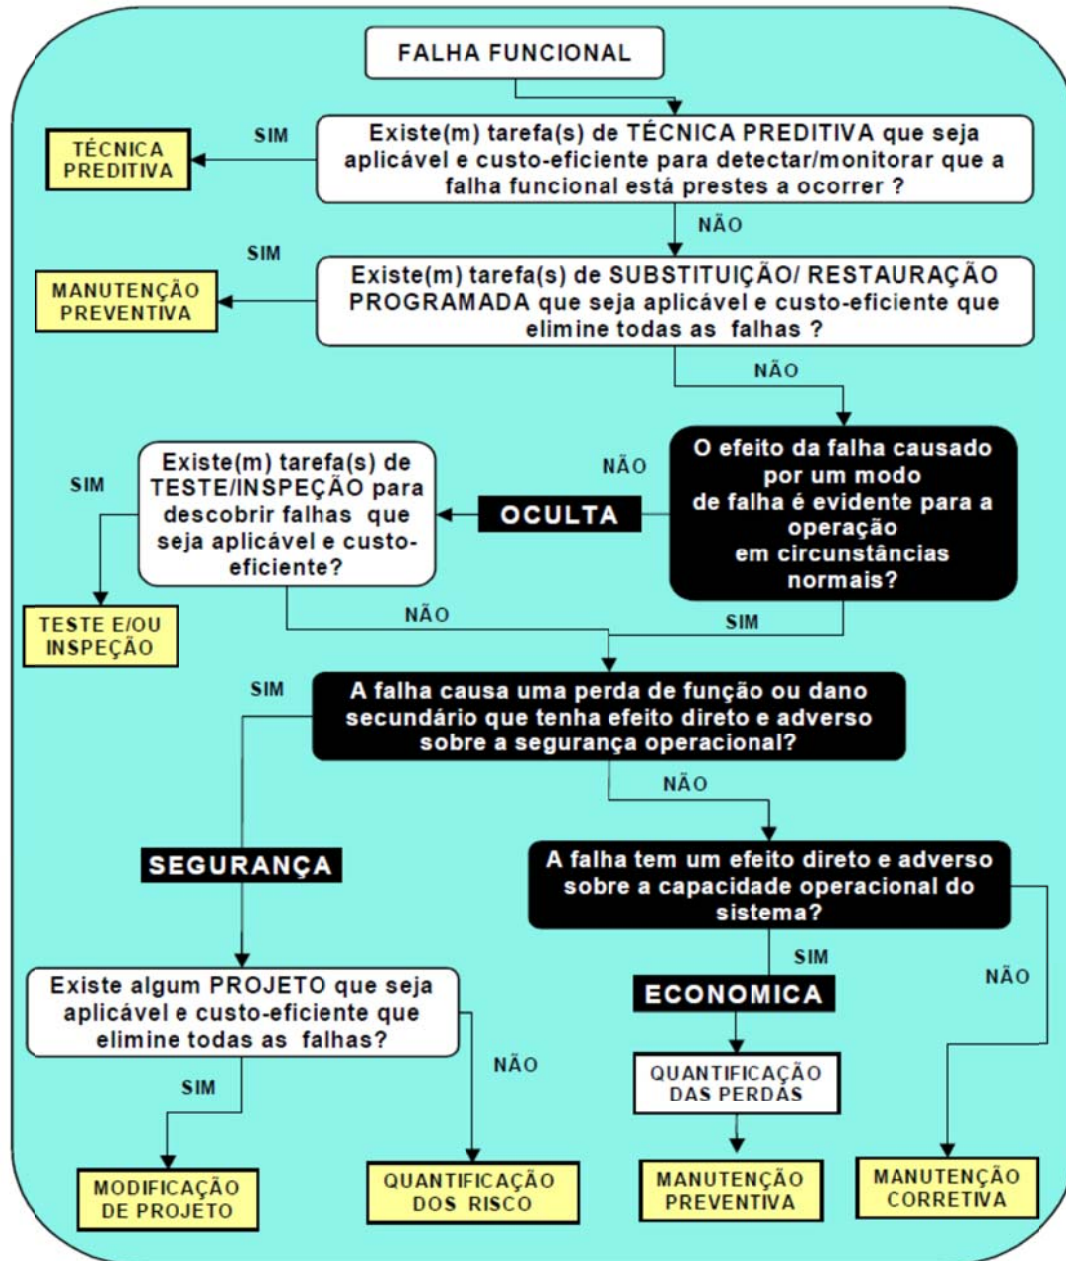 FALHA FUNCIONAL
SIM
Existe(m) tarefa(s) de TÉCNICA PREDITIVA que seja
aplicável e custo-eficiente para detectar/monitorar que a
falha funcional está prestes a ocorrer ?
TÉCNICA
PREDITIVA
NÃO
SIM
Existe(m) tarefa(s) de SUBSTITUIÇÃO/ RESTAURAÇÃO
PROGRAMADA que seja aplicável e custo-eficiente que
elimine todas as falhas ?
MANUTENÇÃO
PREVENTIVA
NÃO
O efeito da falha causado
por um modo
de falha é evidente para a
operação
em circunstâncias
normais?
NÃO
OCULTA
Existe(m) tarefa(s) de
TESTE/INSPEÇÃO para
descobrir falhas que
seja aplicável e custo-
eficiente?
SIM
TESTE E/OU
INSPEÇÃO
NÃO
SIM
A falha causa uma perda de função ou dano
secundário que tenha efeito direto e adverso
sobre a segurança operacional?
SIM
NÃO
SEGURANÇA
A falha tem um efeito direto e adverso
sobre a capacidade operacional do
sistema?
SIM
NÃO
ECONOMICA
Existe algum PROJETO que seja
aplicável e custo-eficiente que
elimine todas as falhas?
SIM
NÃO
QUANTIFICAÇÃO
DAS PERDAS
MODIFICAÇÃO
DE PROJETO
QUANTIFICAÇÃO
DOS RISCO
MANUTENÇÃO
PREVENTIVA
MANUTENÇÃO
CORRETIVA